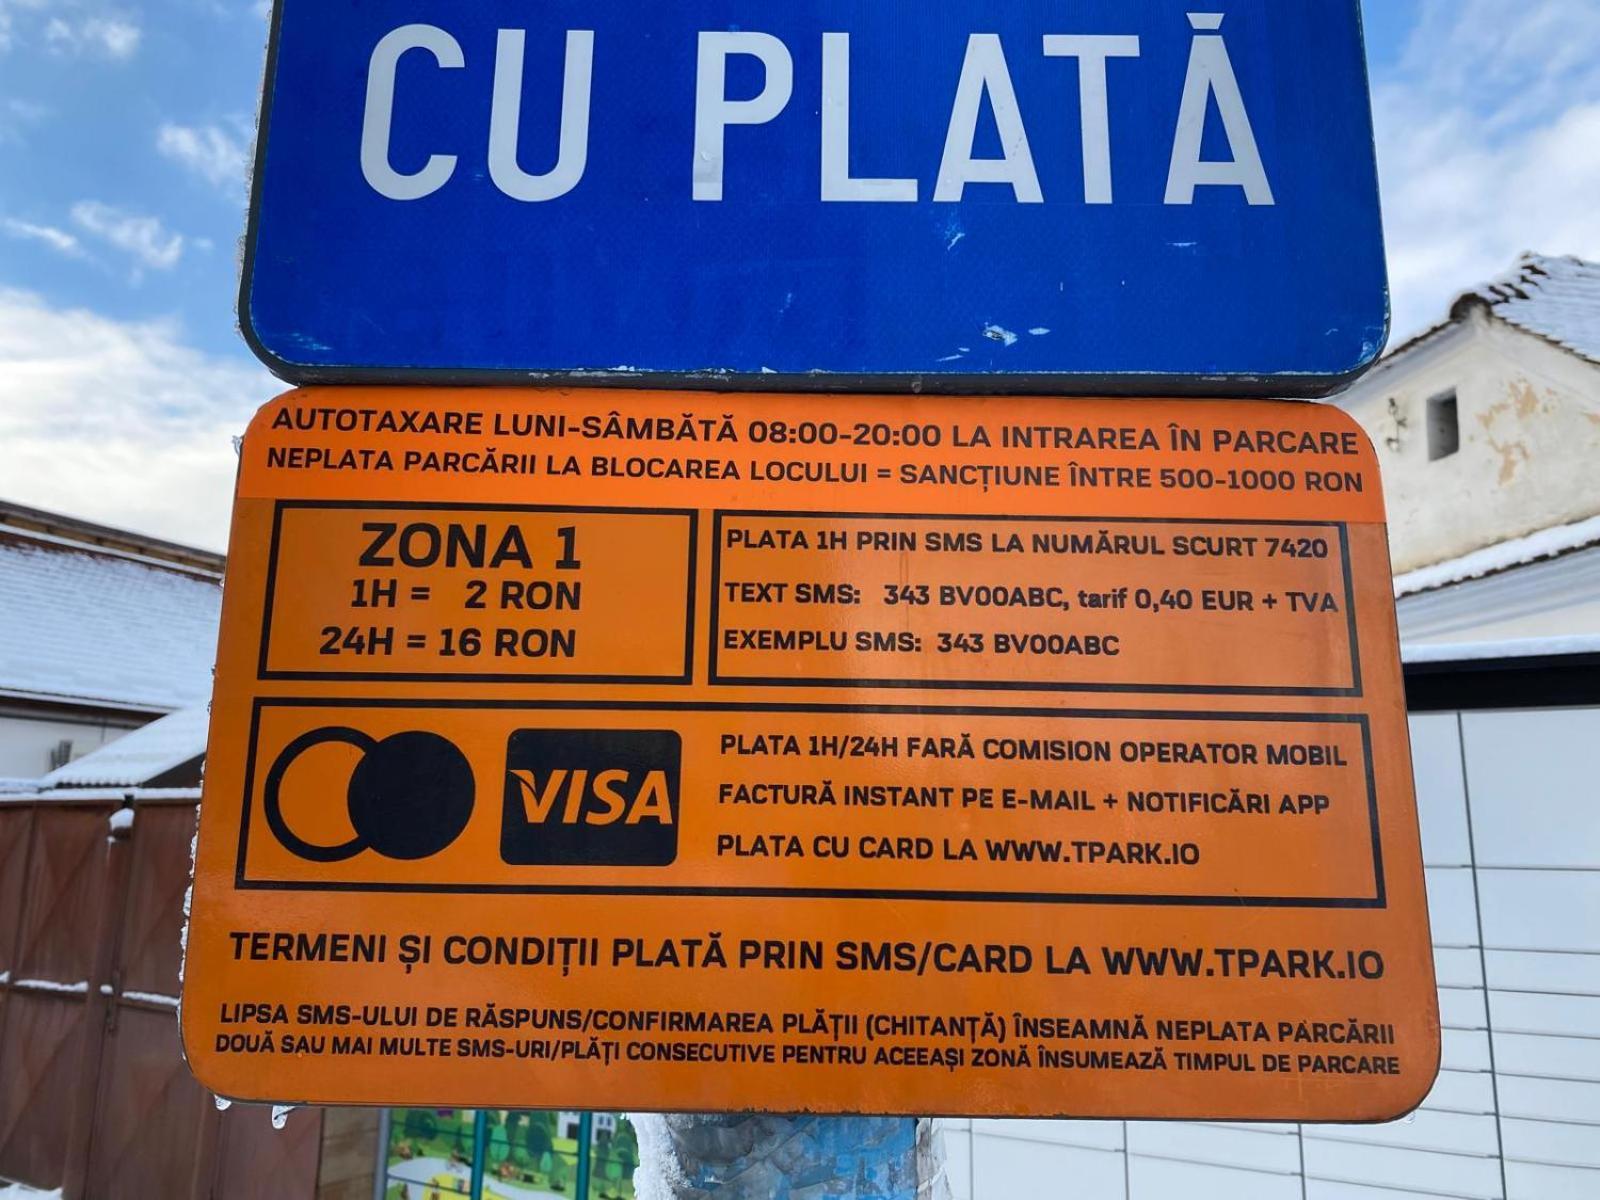 CU PLATĂ
AUTOTAXARE LUNI-SÂMBĂTĂ 08:00-20:00 LA INTRAREA ÎN PARCARE
NEPLATA PARCĂRII LA BLOCAREA LOCULUI = SANCȚIUNE ÎNTRE 500-1000 RON
ZONA 1
1H = 2 RON
24H = 16 RON
PLATA 1H PRIN SMS LA NUMĂRUL SCURT 7420
TEXT SMS: 343 BV00ABC, tarif 0,40 EUR + TVA
EXEMPLU SMS: 343 BV00ABC
VISA
PLATA 1H/24H FARĂ COMISION OPERATOR MOBIL
FACTURĂ INSTANT PE E-MAIL + NOTIFICĂRI APP
PLATA CU CARD LA WWW.TPARK.IO
TERMENI ȘI CONDIȚII PLATĂ PRIN SMS/CARD LA WWW.TPARK.IO
LIPSA SMS-ULUI DE RĂSPUNS/CONFIRMAREA PLĂȚII (CHITANȚĂ) ÎNSEAMNĂ NEPLATA PARCĂRII
DOUĂ SAU MAI MULTE SMS-URI/PLĂȚI CONSECUTIVE PENTRU ACEEAȘI ZONĂ ÎNSUMEAZĂ TIMPUL DE PARCARE